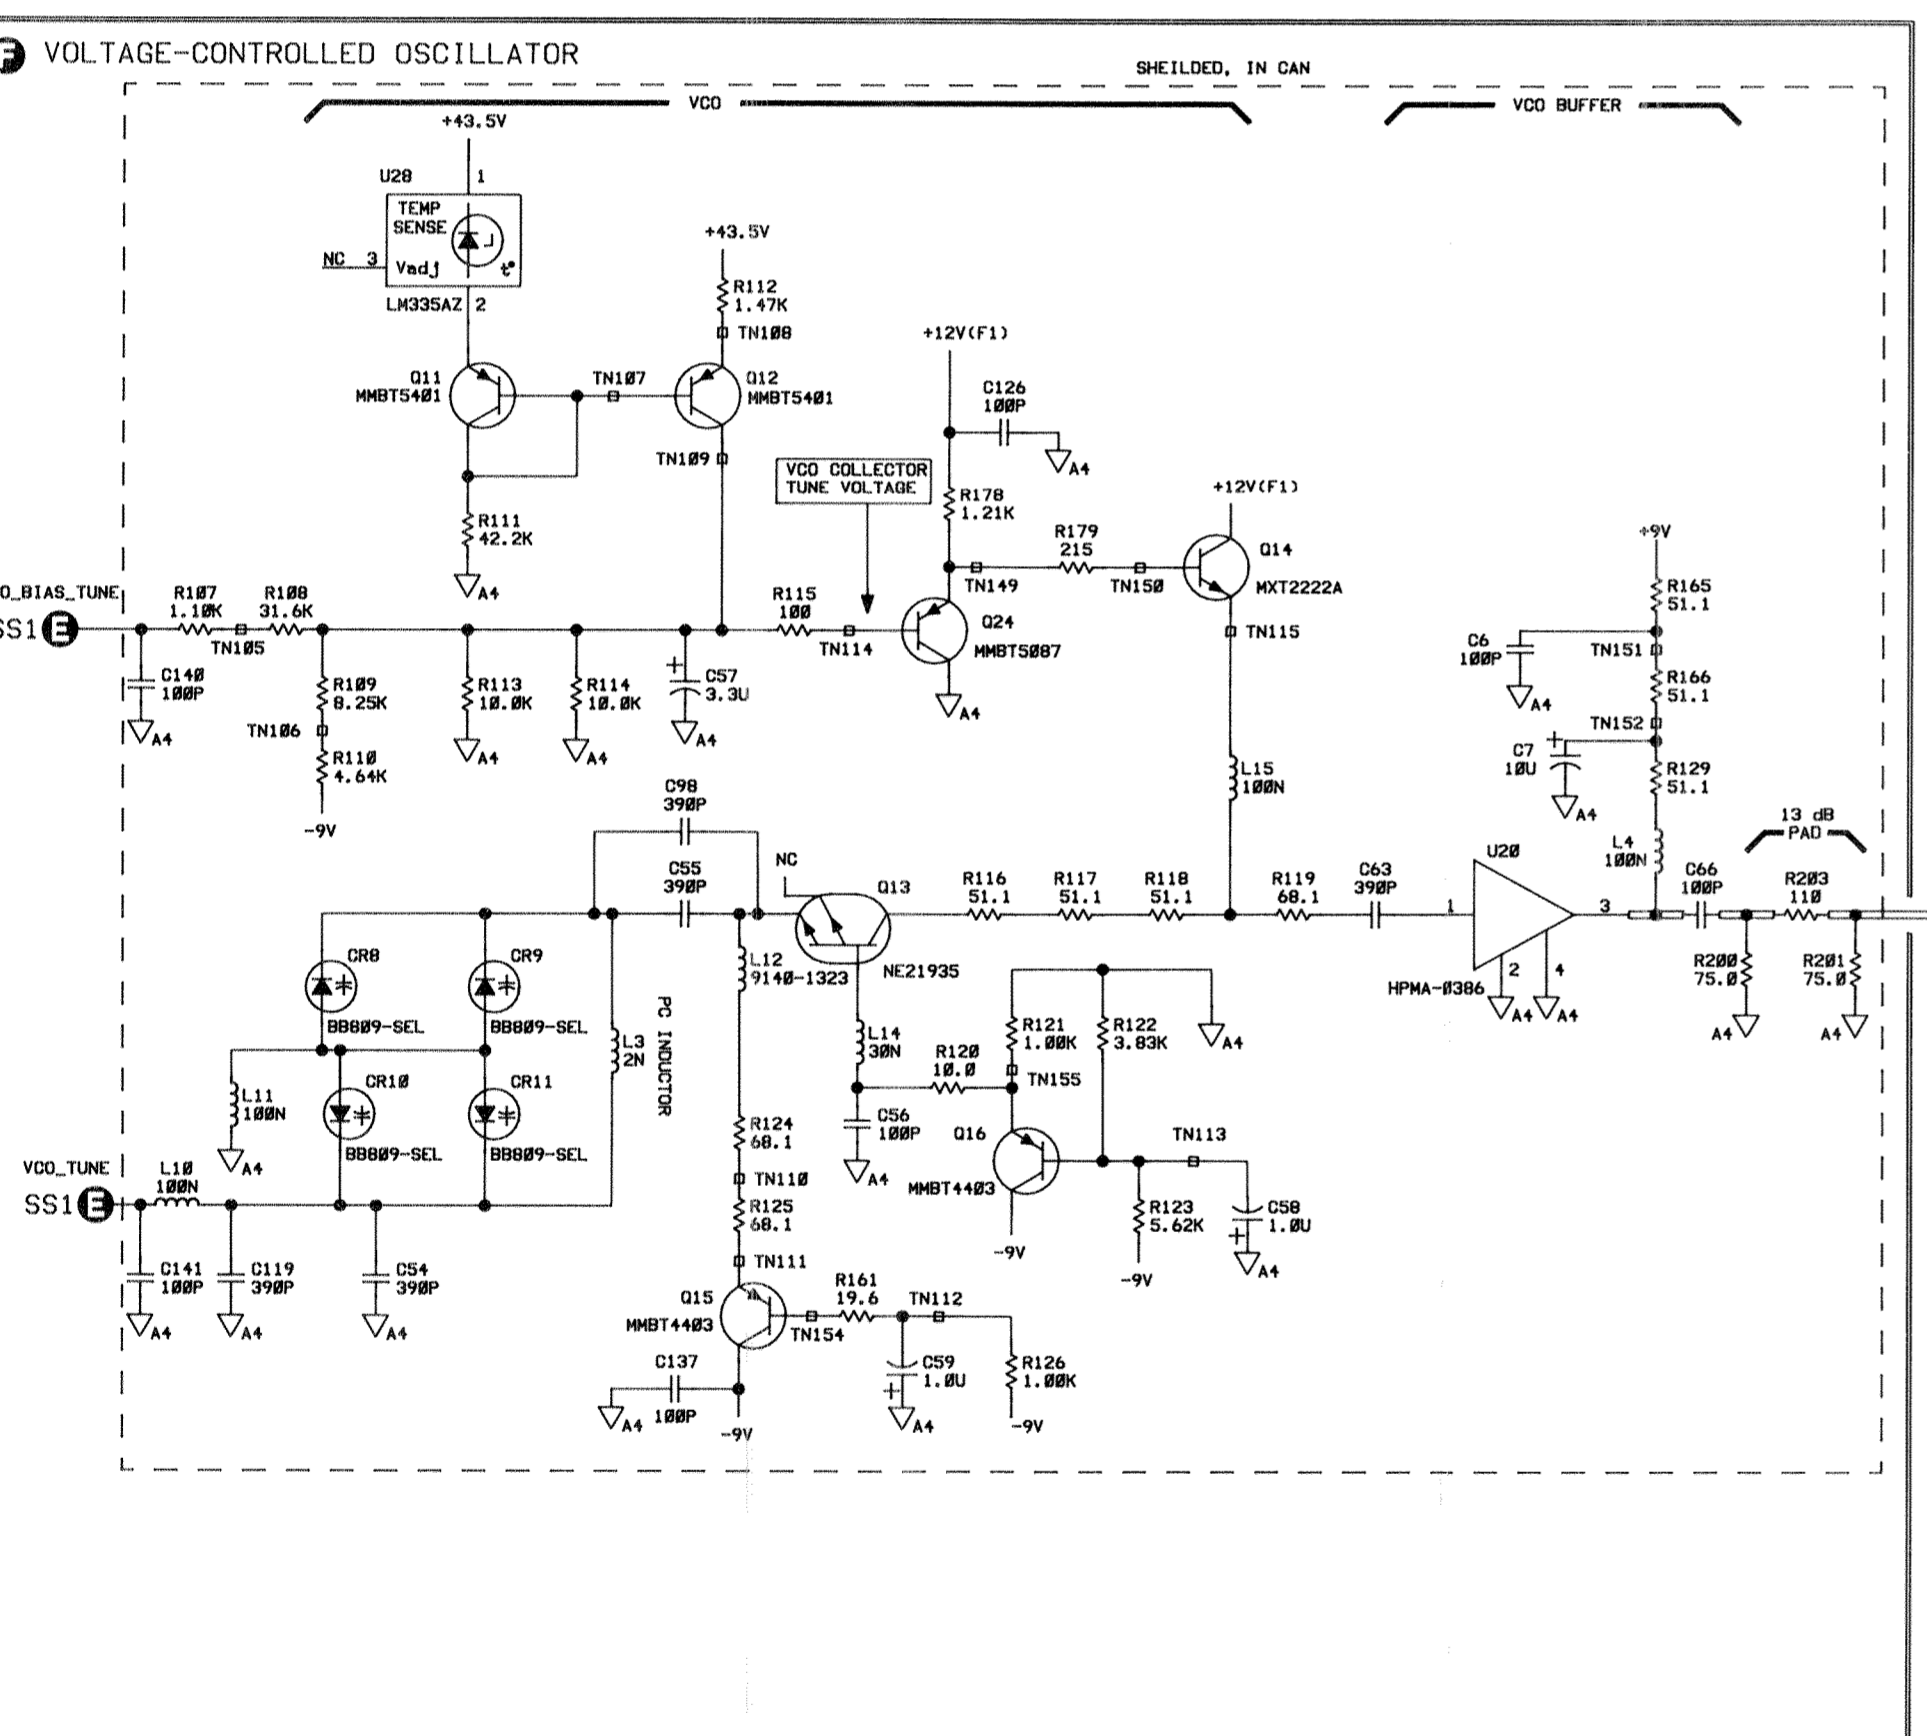 F VOLTAGE-CONTROLLED OSCILLATOR
SHEILDED, IN CAN
VCO
VCO BUFFER
+43.5V
U28
1
TEMP
SENSE
NC 3
Vadj
t°
LM335AZ
2
+43.5V
R112
1.47K
TN108
Q11
MMBT5401
TN107
Q12
MMBT5401
TN109
R111
42.2K
A4
VCO COLLECTOR
TUNE VOLTAGE
+12V(F1)
C126
100P
A4
R178
1.21K
R179
215
TN149
TN150
+12V(F1)
Q14
MXT2222A
TN115
Q24
MMBT5087
A4
O_BIAS_TUNE
SS1 E
R107
1.10K
TN105
R108
31.6K
C140
100P
A4
R109
8.25K
TN106
R110
4.64K
-9V
R113
10.0K
A4
R114
10.0K
A4
+
C57
3.3U
A4
R115
100
TN114
L15
100N
+9V
R165
51.1
C6
100P
A4
TN151
R166
51.1
TN152
+
C7
10U
A4
R129
51.1
L4
100N
13 dB
PAD
C98
390P
C55
390P
NC
Q13
NE21935
R116
51.1
R117
51.1
R118
51.1
R119
68.1
C63
390P
U20
1
3
2
4
HPMA-0386
A4
A4
C66
100P
R203
110
R200
75.0
A4
R201
75.0
A4
CR8
BB809-SEL
CR9
BB809-SEL
CR10
BB809-SEL
CR11
BB809-SEL
L11
100N
A4
L3
2N
PC INDUCTOR
L12
9140-1323
L14
30N
R120
10.0
R121
1.00K
TN155
R122
3.83K
A4
C56
100P
A4
Q16
MMBT4403
-9V
TN113
R123
5.62K
-9V
C58
1.0U
+
A4
VCO_TUNE
SS1 E
L10
100N
C141
100P
A4
C119
390P
A4
C54
390P
A4
R124
68.1
TN110
R125
68.1
TN111
Q15
MMBT4403
TN154
R161
19.6
TN112
C59
1.0U
+
A4
R126
1.00K
-9V
C137
100P
A4
-9V